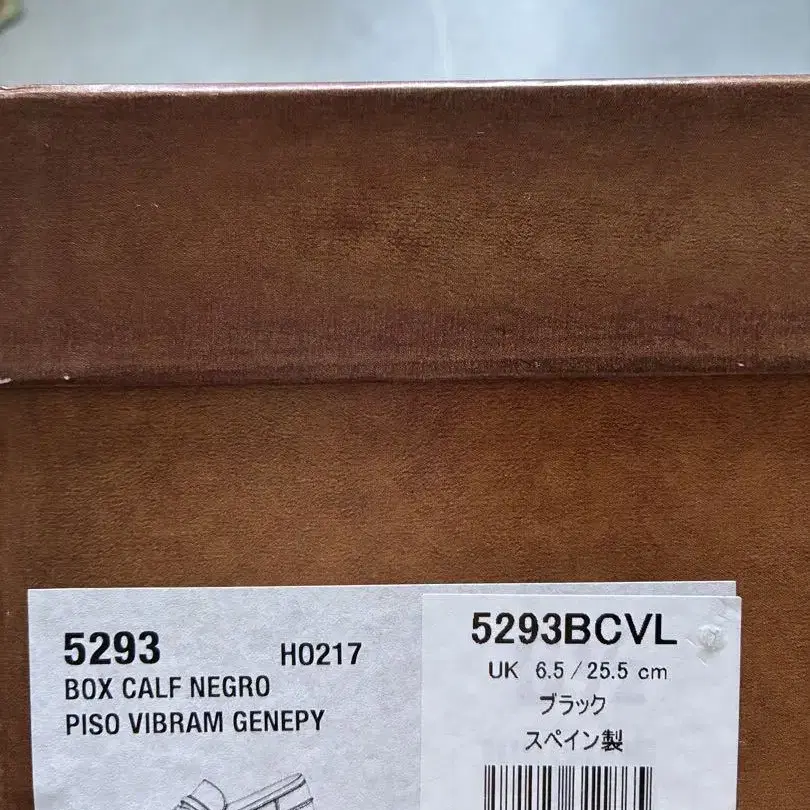 5293 HO217
BOX CALF NEGRO
PISO VIBRAM GENEPY
5293BCVL
UK 6.5 / 25.5 cm
ブラック
スペイン製